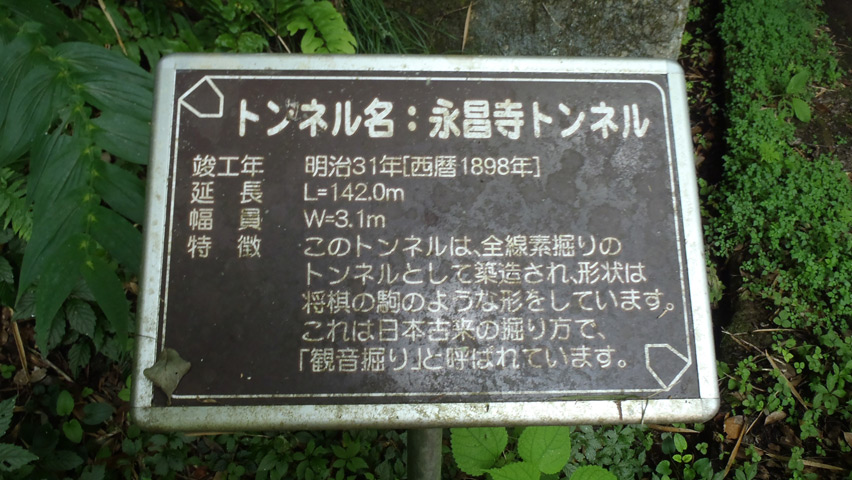 トンネル名：永昌寺トンネル
竣工年 明治31年[西暦1898年]
延長 L=142.0m
幅員 W=3.1m
特徴 このトンネルは、全線素掘りの
トンネルとして築造され、形状は
将棋の駒のような形をしています。
これは日本古来の掘り方で、
「観音掘り」と呼ばれています。